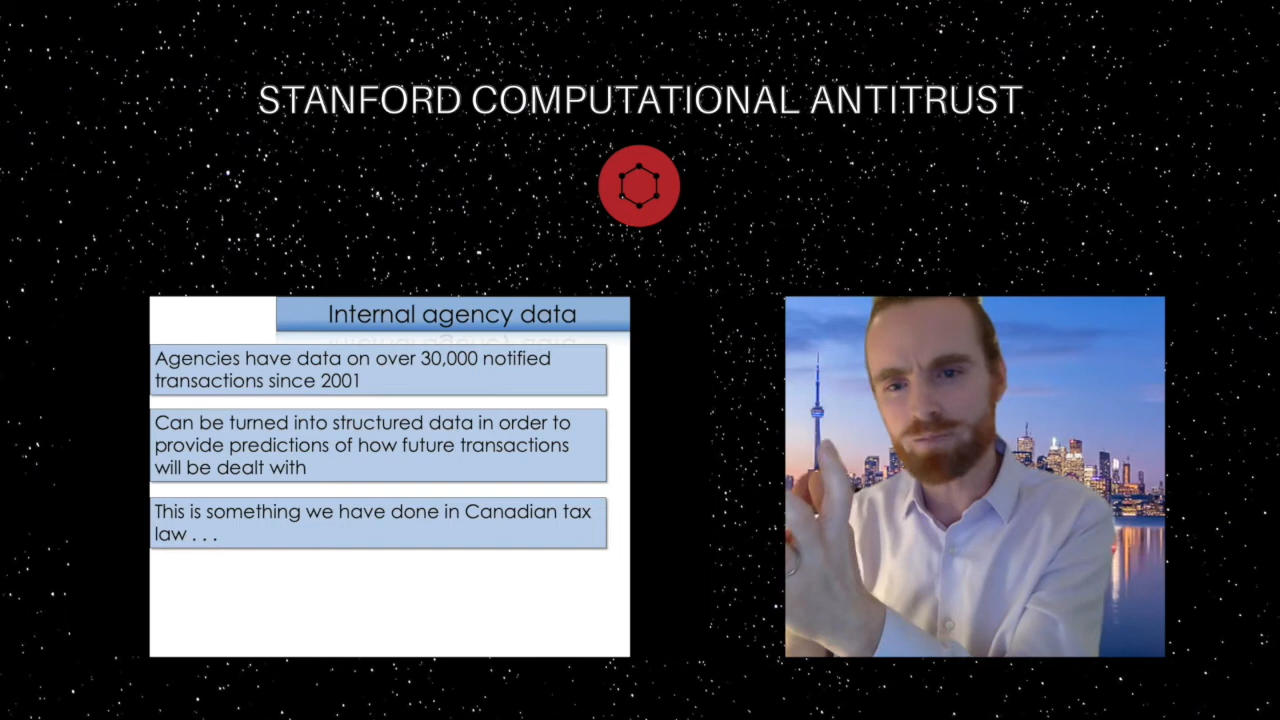 STANFORD COMPUTATIONAL ANTITRUST
Internal agency data
Agencies have data on over 30,000 notified
transactions since 2001
Can be turned into structured data in order to
provide predictions of how future transactions
will be dealt with
This is something we have done in Canadian tax
law . . .